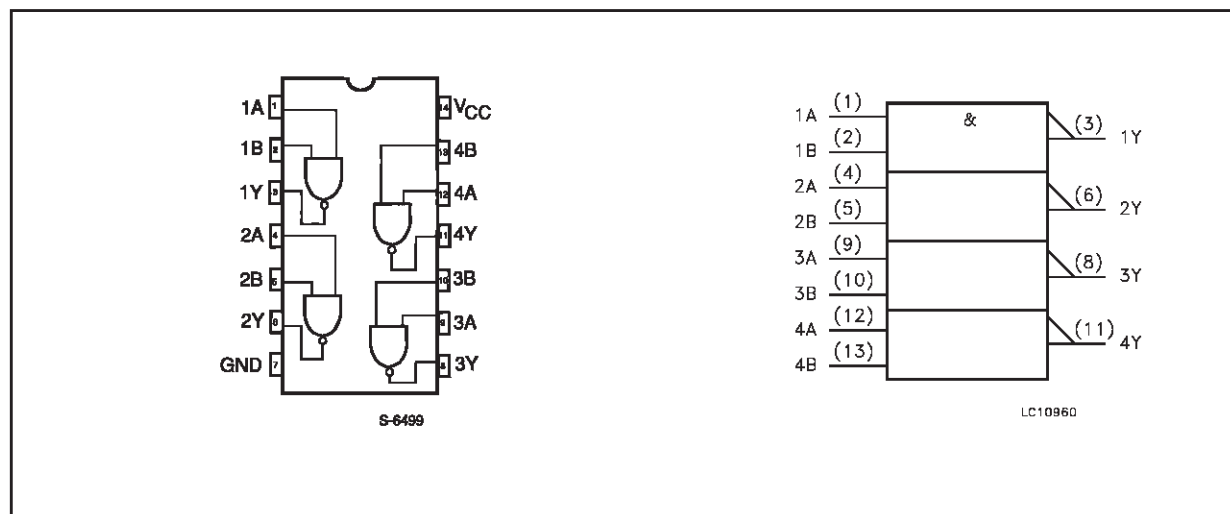 1A 1 14 VCC
1B 2 13 4B
1Y 3 12 4A
2A 4 11 4Y
2B 5 10 3B
2Y 6 9 3A
GND 7 8 3Y
S-6499
1A (1) & (3) 1Y
1B (2)
2A (4) (6) 2Y
2B (5)
3A (9) (8) 3Y
3B (10)
4A (12) (11) 4Y
4B (13)
LC10960